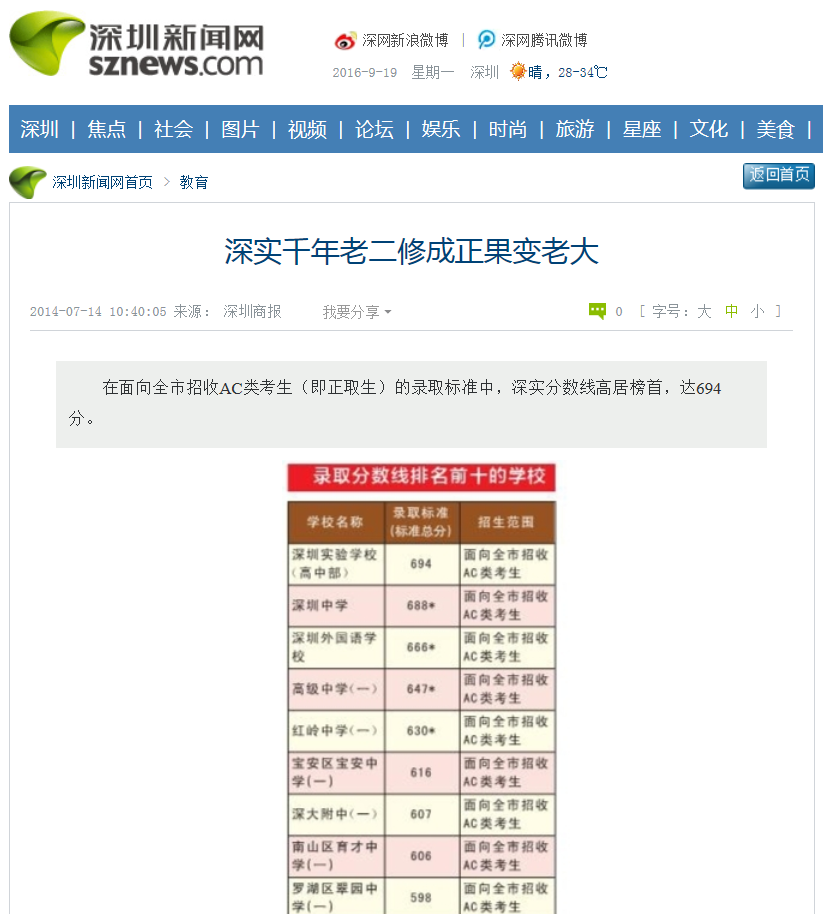 深圳新闻网
sznews.com
深网新浪微博 | 深网腾讯微博
2016-9-19 星期一 深圳 晴，28-34℃
深圳 | 焦点 | 社会 | 图片 | 视频 | 论坛 | 娱乐 | 时尚 | 旅游 | 星座 | 文化 | 美食 |
深圳新闻网首页 > 教育
返回首页
深实千年老二修成正果变老大
2014-07-14 10:40:05 来源： 深圳商报 我要分享 0 [ 字号：大 中 小 ]
在面向全市招收AC类考生（即正取生）的录取标准中，深实分数线高居榜首，达694
分。
录取分数线排名前十的学校
学校名称 录取标准（标准总分） 招生范围
深圳实验学校（高中部） 694 面向全市招收AC类考生
深圳中学 688* 面向全市招收AC类考生
深圳外国语学校 666* 面向全市招收AC类考生
高级中学(一) 647* 面向全市招收AC类考生
红岭中学(一) 630* 面向全市招收AC类考生
宝安区宝安中学(一) 616 面向全市招收AC类考生
深大附中(一) 607 面向全市招收AC类考生
南山区育才中学(一) 606 面向全市招收AC类考生
罗湖区翠园中学(一) 598 面向全市招收AC类考生